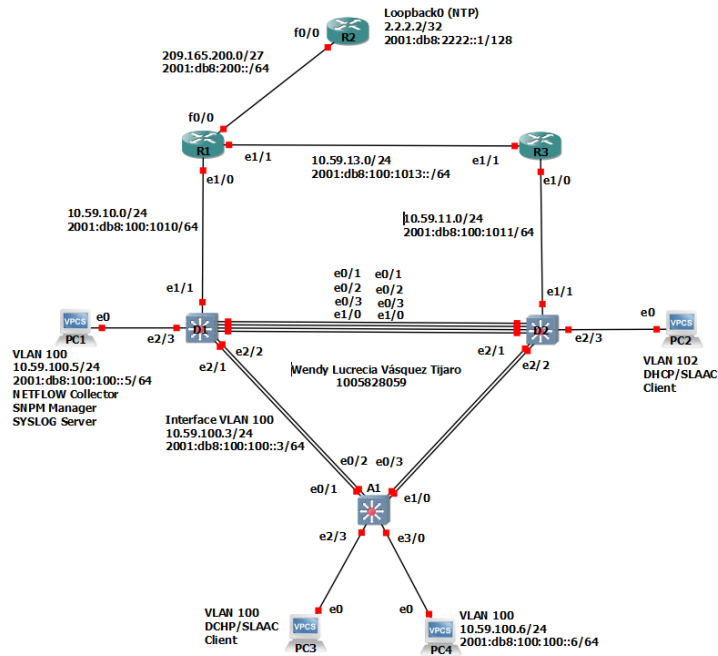 Loopback0 (NTP)
2.2.2.2/32
2001:db8:2222::1/128
f0/0
R2
209.165.200.0/27
2001:db8:200::/64
f0/0
R1
e1/1
10.59.13.0/24
2001:db8:100:1013::/64
e1/1
R3
e1/0
e1/0
10.59.10.0/24
2001:db8:100:1010/64
10.59.11.0/24
2001:db8:100:1011/64
e1/1
e0/1
e0/2
e0/3
e1/0
e0/1
e0/2
e0/3
e1/0
e1/1
VPCS
PC1
e0
e2/3
D1
D2
e2/3
e0
VPCS
PC2
VLAN 100
10.59.100.5/24
2001:db8:100:100::5/64
NETFLOW Collector
SNPM Manager
SYSLOG Server
e2/2
e2/1
Wendy Lucrecia Vásquez Tijaro
1005828059
e2/1
e2/2
VLAN 102
DHCP/SLAAC
Client
Interface VLAN 100
10.59.100.3/24
2001:db8:100:100::3/64
e0/2
e0/3
e0/1
A1
e1/0
e2/3
e3/0
VLAN 100
DCHP/SLAAC
Client
e0
VPCS
PC3
e0
VPCS
PC4
VLAN 100
10.59.100.6/24
2001:db8:100:100::6/64